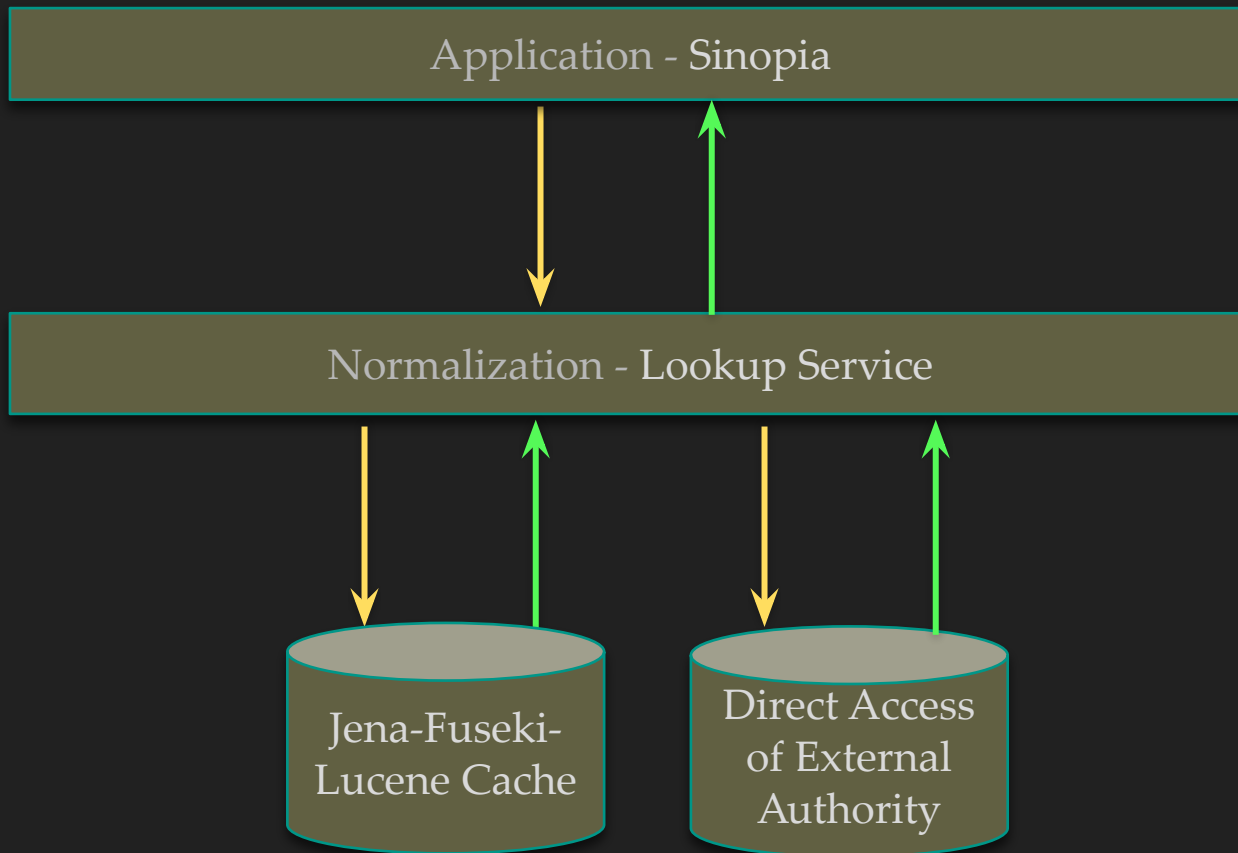 Application - Sinopia
Normalization - Lookup Service
Jena-Fuseki-
Lucene Cache
Direct Access
of External
Authority